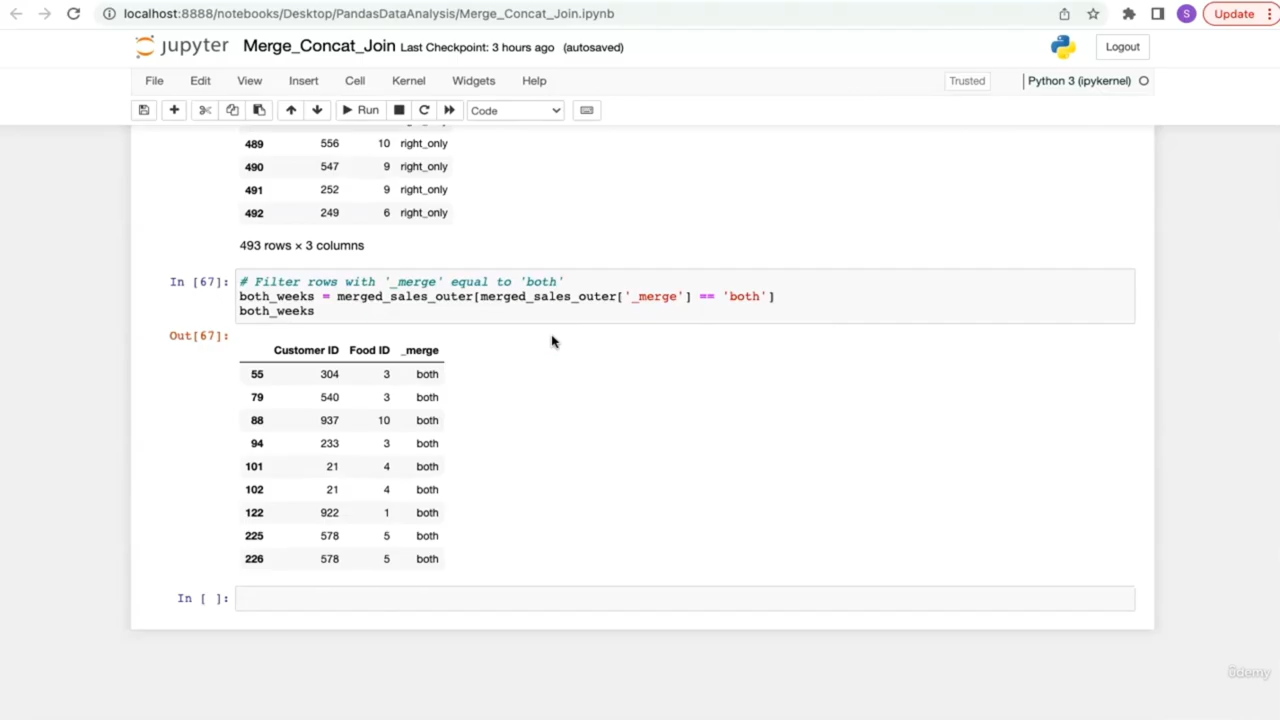 localhost:8888/notebooks/Desktop/PandasDataAnalysis/Merge_Concat_Join.ipynb
S
Update
jupyter Merge_Concat_Join Last Checkpoint: 3 hours ago (autosaved)
Logout
File Edit View Insert Cell Kernel Widgets Help Trusted Python 3 (ipykernel)
Run Code
489 556 10 right_only
490 547 9 right_only
491 252 9 right_only
492 249 6 right_only
493 rows × 3 columns
In [67]: # Filter rows with '_merge' equal to 'both'
both_weeks = merged_sales_outer[merged_sales_outer['_merge'] == 'both']
both_weeks
Out[67]:
Customer ID Food ID _merge
55 304 3 both
79 540 3 both
88 937 10 both
94 233 3 both
101 21 4 both
102 21 4 both
122 922 1 both
225 578 5 both
226 578 5 both
In [ ]:
ûdemy